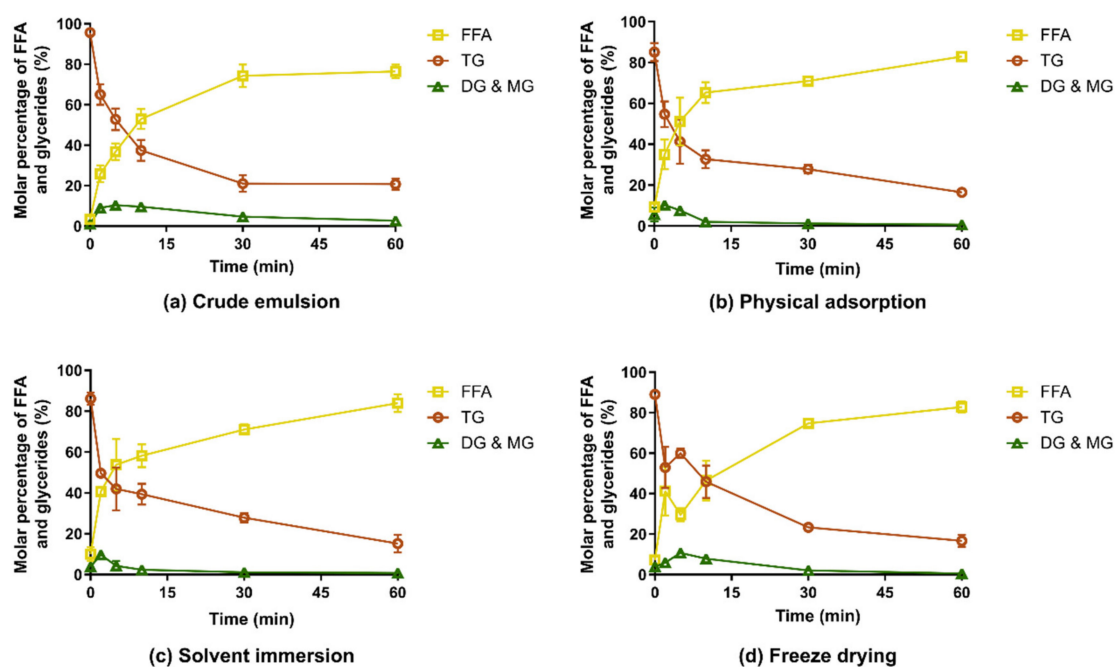 Molar percentage of FFA
and glycerides (%)
100
80
60
40
20
0
0
15
30
45
60
Time (min)
FFA
TG
DG & MG
(a) Crude emulsion
Molar percentage of FFA
and glycerides (%)
100
80
60
40
20
0
0
15
30
45
60
Time (min)
FFA
TG
DG & MG
(b) Physical adsorption
Molar percentage of FFA
and glycerides (%)
100
80
60
40
20
0
0
15
30
45
60
Time (min)
FFA
TG
DG & MG
(c) Solvent immersion
Molar percentage of FFA
and glycerides (%)
100
80
60
40
20
0
0
15
30
45
60
Time (min)
FFA
TG
DG & MG
(d) Freeze drying